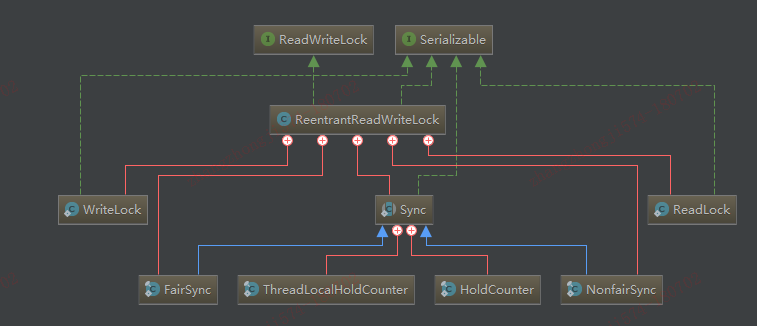 I ReadWriteLock
I Serializable
C ReentrantReadWriteLock
C WriteLock
C Sync
C ReadLock
C FairSync
C ThreadLocalHoldCounter
C HoldCounter
C NonfairSync